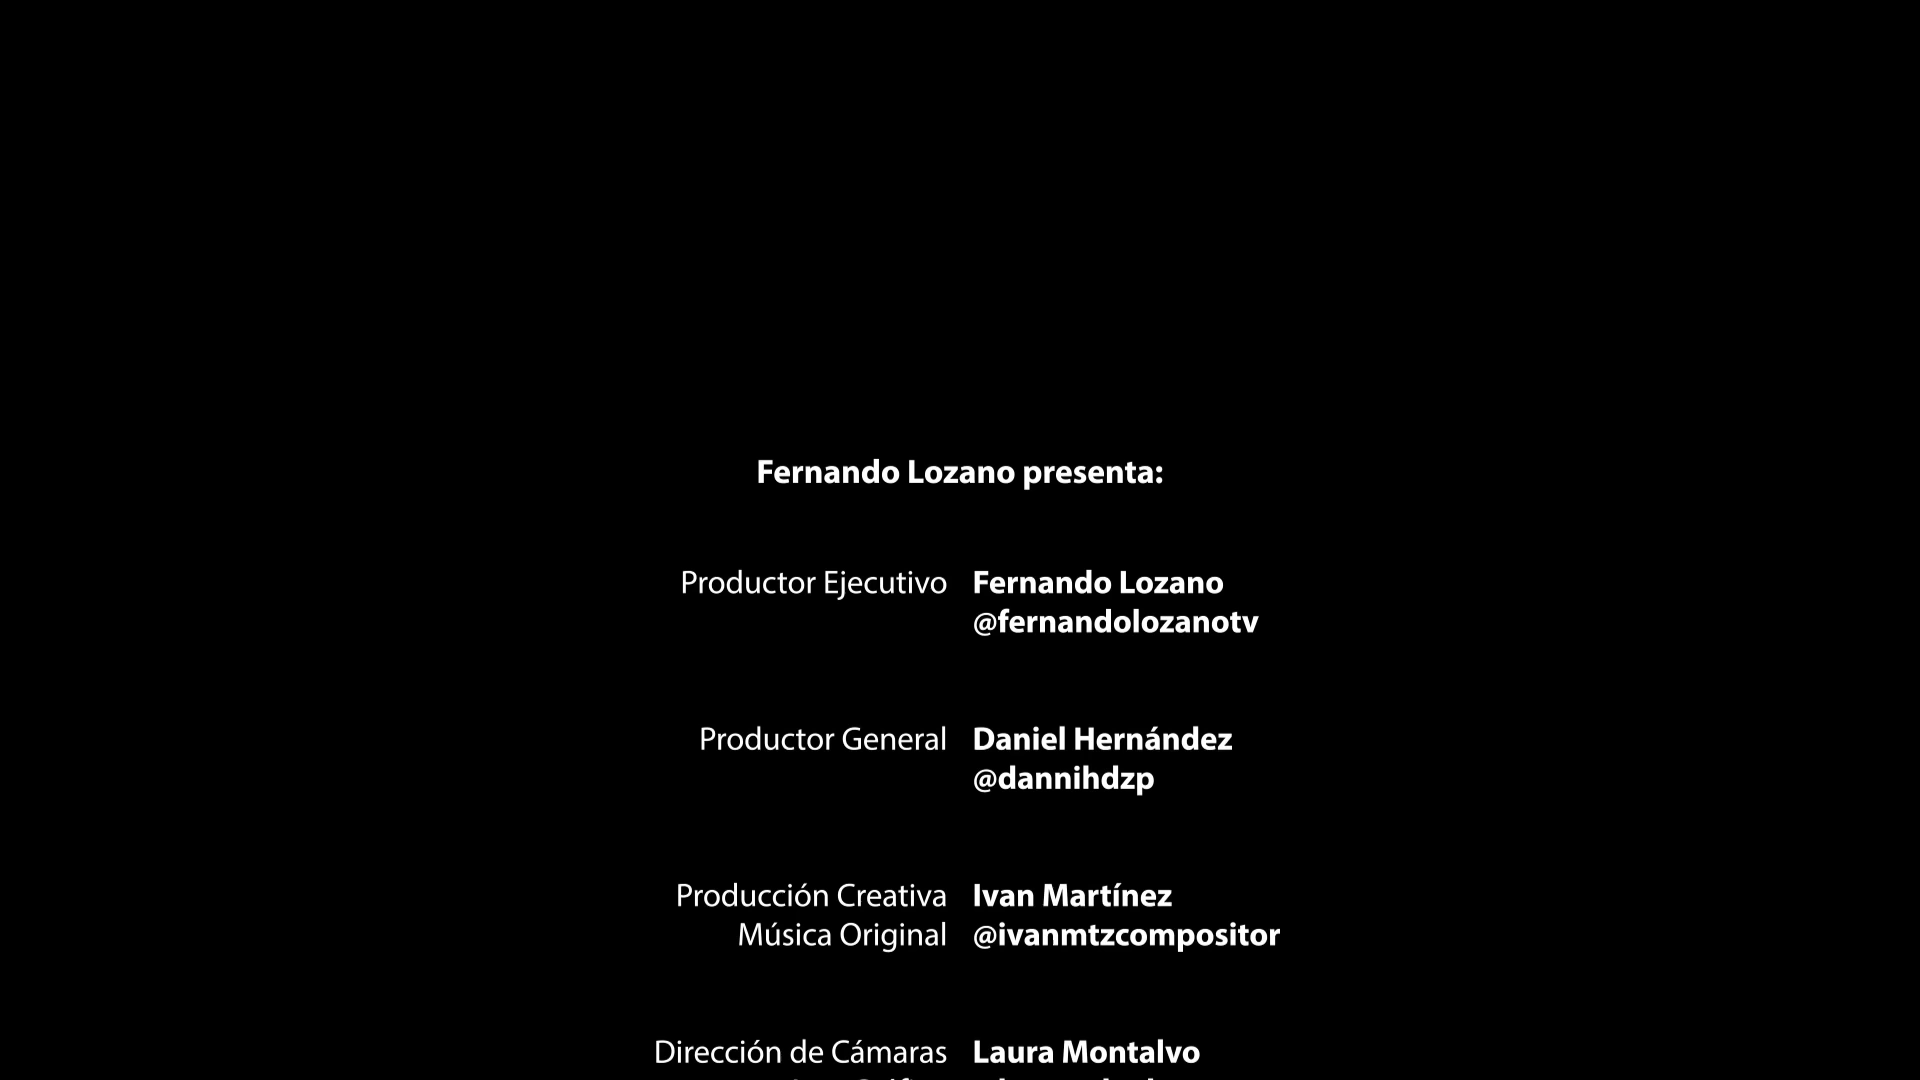 Fernando Lozano presenta:
Productor Ejecutivo Fernando Lozano
@fernandolozanotv
Productor General Daniel Hernández
@dannihdzp
Producción Creativa Ivan Martínez
Música Original @ivanmtzcompositor
Dirección de Cámaras Laura Montalvo